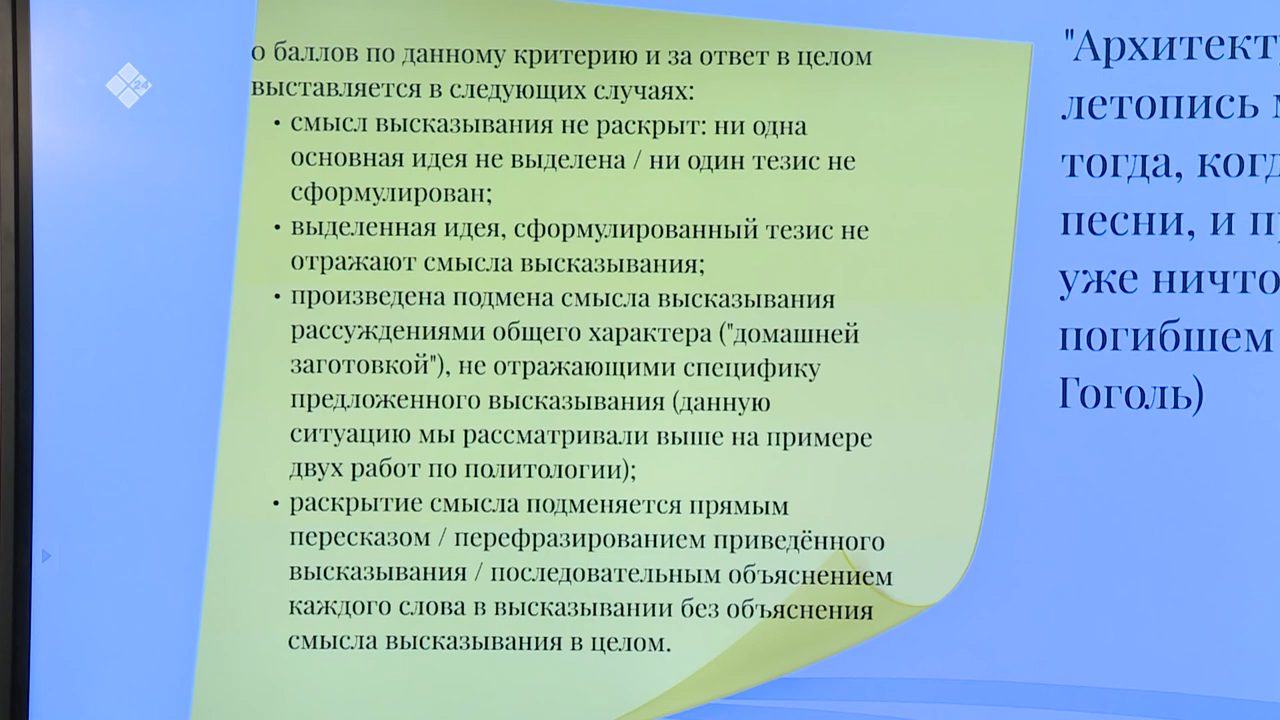 0 баллов по данному критерию и за ответ в целом
выставляется в следующих случаях:
• смысл высказывания не раскрыт: ни одна
основная идея не выделена / ни один тезис не
сформулирован;
• выделенная идея, сформулированный тезис не
отражают смысла высказывания;
• произведена подмена смысла высказывания
рассуждениями общего характера ("домашней
заготовкой"), не отражающими специфику
предложенного высказывания (данную
ситуацию мы рассматривали выше на примере
двух работ по политологии);
• раскрытие смысла подменяется прямым
пересказом / перефразированием приведённого
высказывания / последовательным объяснением
каждого слова в высказывании без объяснения
смысла высказывания в целом.
"Архитект
летопись
тогда, ког
песни, и
уже ничто
погибшем
Гоголь)
24